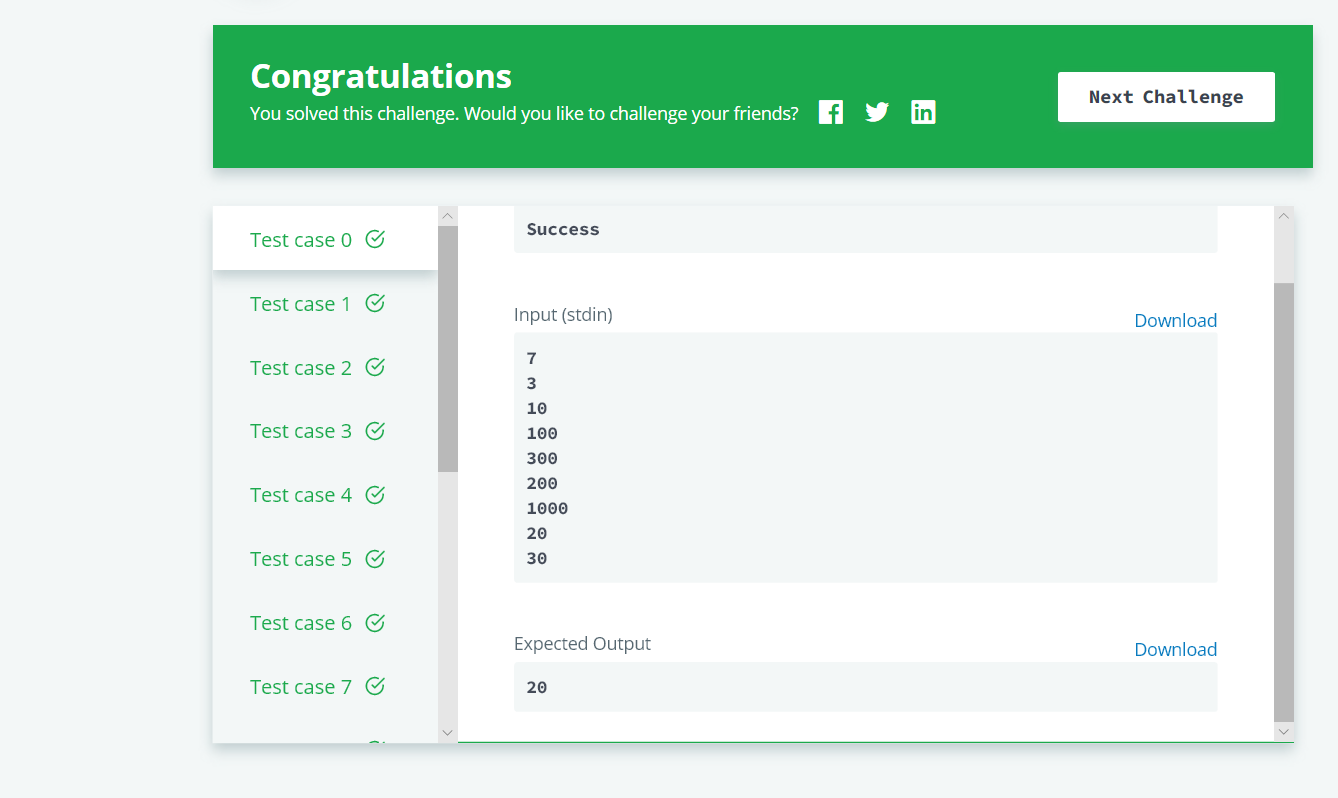 Congratulations
You solved this challenge. Would you like to challenge your friends?
Next Challenge
Test case 0
Test case 1
Test case 2
Test case 3
Test case 4
Test case 5
Test case 6
Test case 7
Success
Input (stdin)
Download
7
3
10
100
300
200
1000
20
30
Expected Output
Download
20